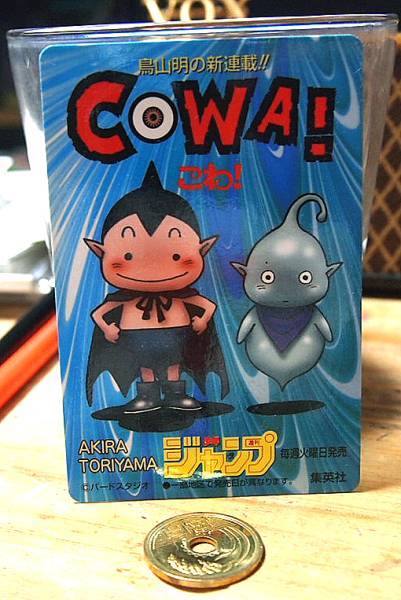 VOX
鳥山明の新連載!!
COWA!
こわ!
AKIRA
TORIYAMA
週刊
ジャンプ
毎週火曜日発売
©バードスタジオ
●一部地区で発売日が異なります。
集英社